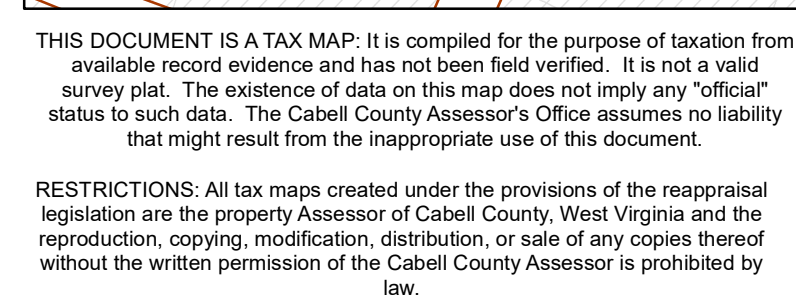 THIS DOCUMENT IS A TAX MAP: It is compiled for the purpose of taxation from
available record evidence and has not been field verified.  It is not a valid
survey plat.  The existence of data on this map does not imply any "official"
status to such data.  The Cabell County Assessor's Office assumes no liability
that might result from the inappropriate use of this document.
RESTRICTIONS: All tax maps created under the provisions of the reappraisal
legislation are the property Assessor of Cabell County, West Virginia and the
reproduction, copying, modification, distribution, or sale of any copies thereof
without the written permission of the Cabell County Assessor is prohibited by
law.